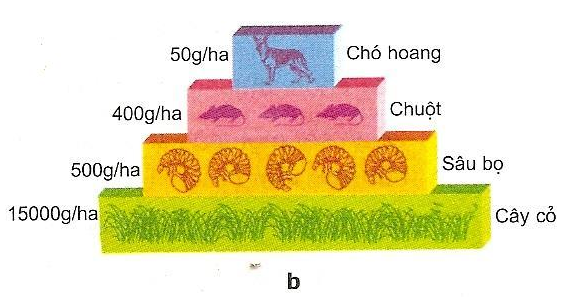 50g/ha Chó hoang
400g/ha Chuột
500g/ha Sâu bọ
15000g/ha Cây cỏ
b